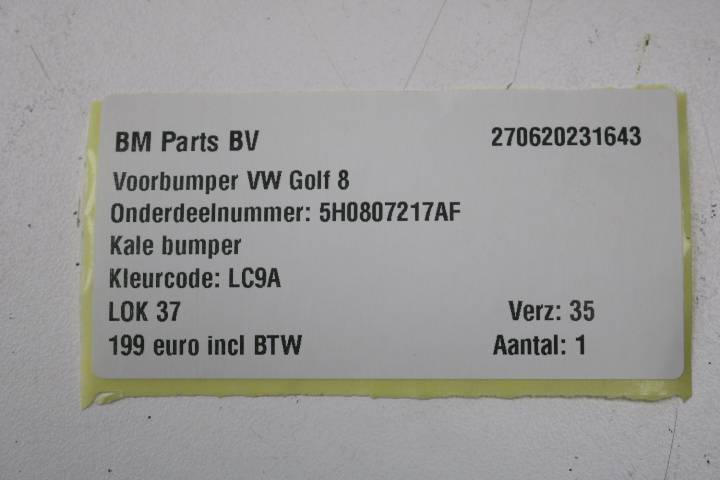 BM Parts BV 270620231643
Voorbumper VW Golf 8
Onderdeelnummer: 5H0807217AF
Kale bumper
Kleurcode: LC9A
LOK 37 Verz: 35
199 euro incl BTW Aantal: 1